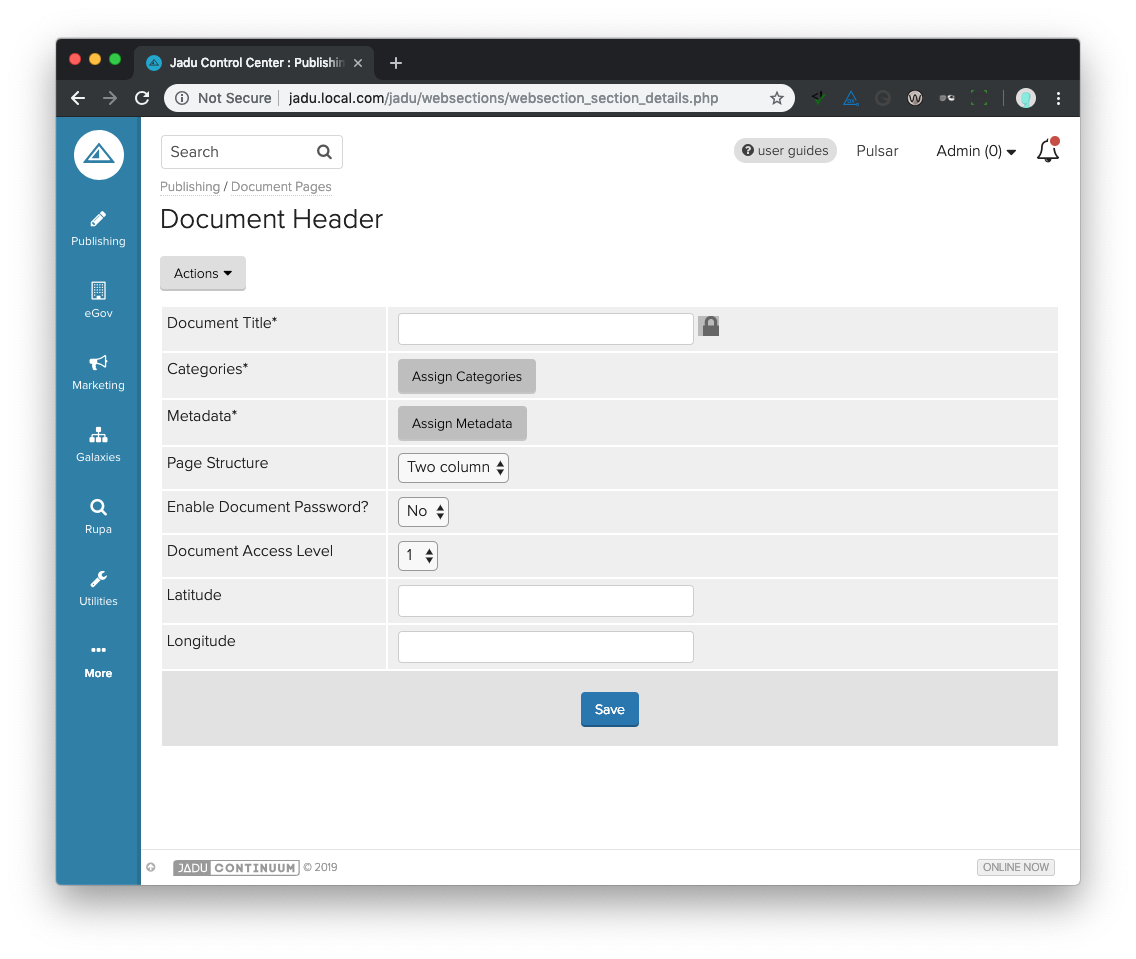 Jadu Control Center : Publishin
Not Secure
jadu.local.com/jadu/websections/websection_section_details.php
Search
user guides
Pulsar
Admin (0)
Publishing / Document Pages
Document Header
Actions
Publishing
eGov
Marketing
Galaxies
Rupa
Utilities
More
Document Title*
Categories*
Assign Categories
Metadata*
Assign Metadata
Page Structure
Two column
Enable Document Password?
No
Document Access Level
1
Latitude
Longitude
Save
JADU CONTINUUM © 2019
ONLINE NOW